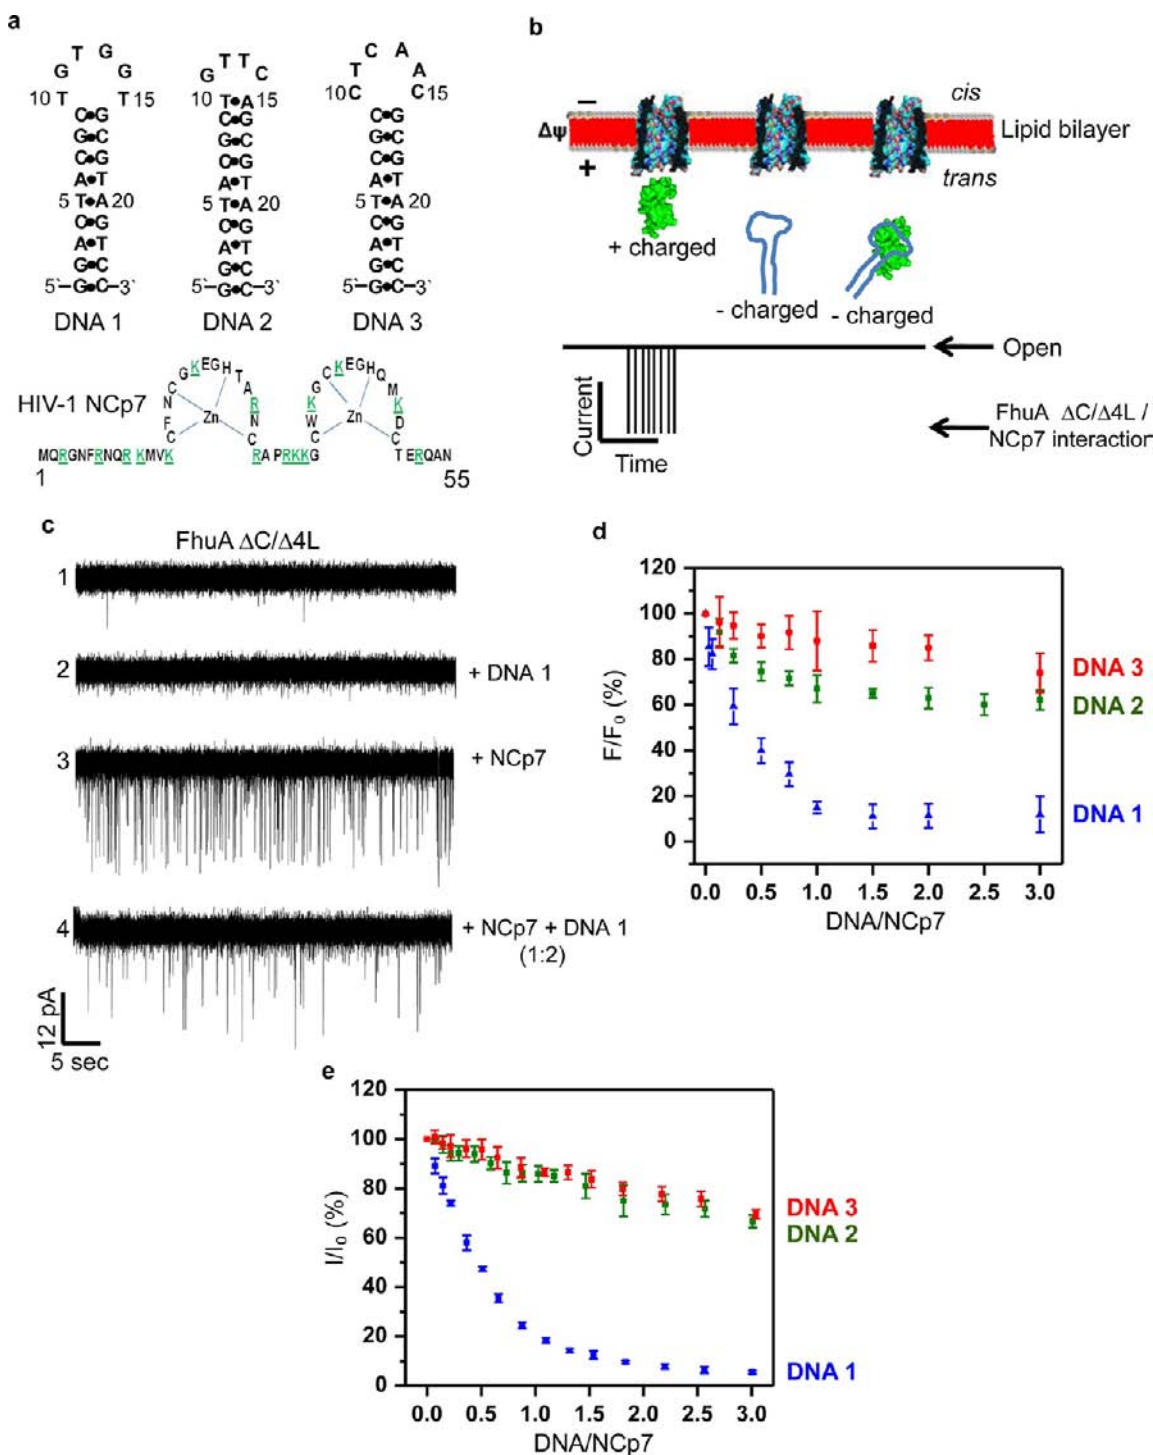 a
T G
G G
10 T T 15
C•G
G•C
G•C
C•G
A•T
5 T•A 20
C•G
A•T
G•C
5`–G•C–3`
DNA 1
T T
G C
10 T•A 15
C•G
G•C
G•C
C•G
A•T
5 T•A 20
C•G
A•T
G•C
5`–G•C–3`
DNA 2
C A
T A
10 C C 15
C•G
G•C
G•C
C•G
A•T
5 T•A 20
C•G
A•T
G•C
5`–G•C–3`
DNA 3
HIV-1 NCp7
MQRGNFRNQRKMVK
CFNCGKEGHTARNC
Zn
RAPRKKG
CWKCGKEGHQMKDC
Zn
TERQAN
1
55
b
−
cis
Δψ
Lipid bilayer
+
trans
+ charged
- charged
- charged
Open
Current
Time
FhuA ΔC/Δ4L /
NCp7 interaction
c
FhuA ΔC/Δ4L
1
2
+ DNA 1
3
+ NCp7
4
+ NCp7 + DNA 1
(1:2)
12 pA
5 sec
d
120
100
80
60
40
20
0
F/F₀ (%)
0.0 0.5 1.0 1.5 2.0 2.5 3.0
DNA/NCp7
DNA 3
DNA 2
DNA 1
e
120
100
80
60
40
20
0
I/I₀ (%)
0.0 0.5 1.0 1.5 2.0 2.5 3.0
DNA/NCp7
DNA 3
DNA 2
DNA 1